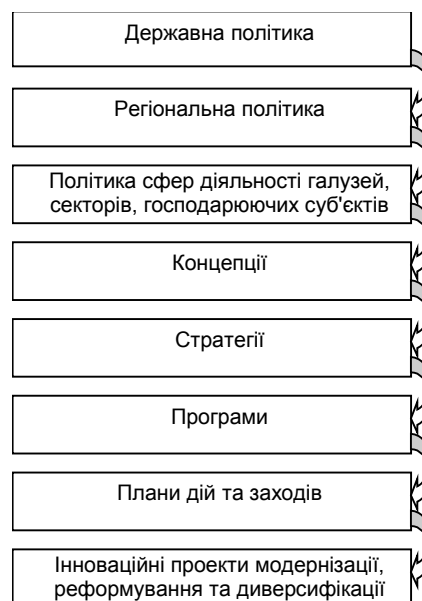 Державна політика
Регіональна політика
Політика сфер діяльності галузей,
секторів, господарюючих суб'єктів
Концепції
Стратегії
Програми
Плани дій та заходів
Інноваційні проекти модернізації,
реформування та диверсифікації